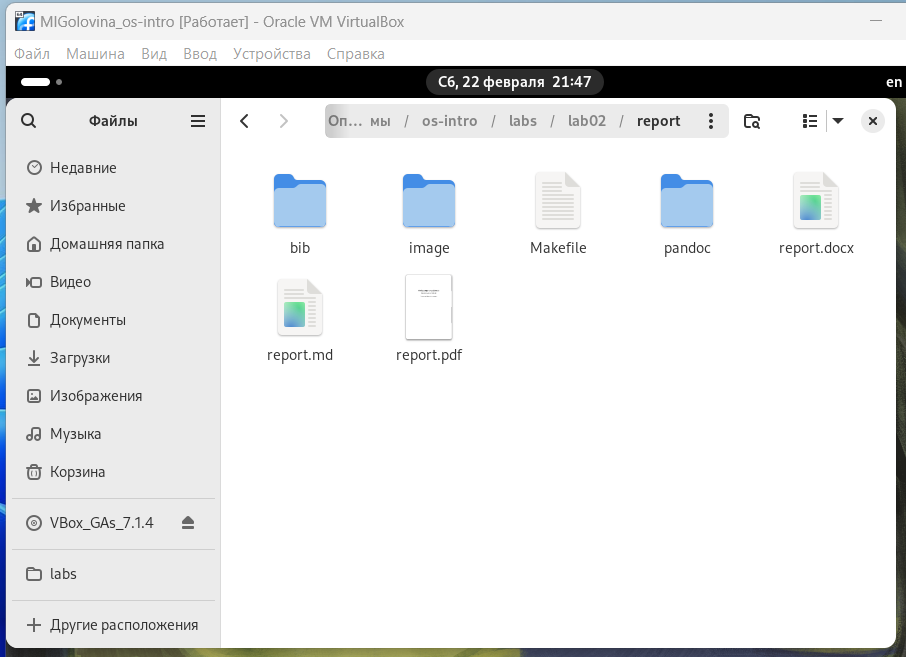 MIGolovina_os-intro [Работает] - Oracle VM VirtualBox
Файл Машина Вид Ввод Устройства Справка
Сб, 22 февраля 21:47
en
Файлы
Оп... мы / os-intro / labs / lab02 / report
Недавние
Избранные
Домашняя папка
Видео
Документы
Загрузки
Изображения
Музыка
Корзина
VBox_GAs_7.1.4
labs
Другие расположения
bib image Makefile pandoc report.docx
report.md report.pdf